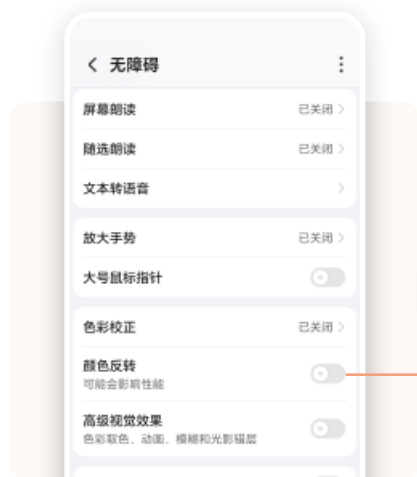 无障碍
屏幕朗读 已关闭
随选朗读 已关闭
文本转语音
放大手势 已关闭
大号鼠标指针
色彩校正 已关闭
颜色反转
可能会影响性能
高级视觉效果
色彩取色、动画、模糊和光影错层